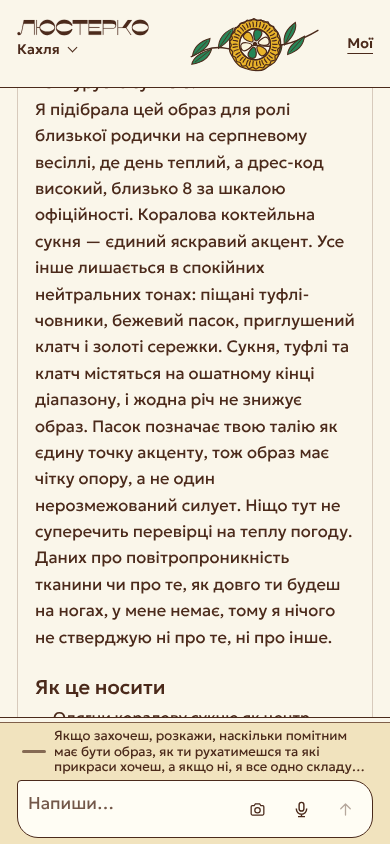 ЛЮСТЕРКО
Кахля
Мої
Я підібрала цей образ для ролі
близької родички на серпневому
весіллі, де день теплий, а дрес-код
високий, близько 8 за шкалою
офіційності. Коралова коктейльна
сукня — єдиний яскравий акцент. Усе
інше лишається в спокійних
нейтральних тонах: піщані туфлі-
човники, бежевий пасок, приглушений
клатч і золоті сережки. Сукня, туфлі та
клатч містяться на ошатному кінці
діапазону, і жодна річ не знижує
образ. Пасок позначає твою талію як
єдину точку акценту, тож образ має
чітку опору, а не один
нерозмежований силует. Ніщо тут не
суперечить перевірці на теплу погоду.
Даних про повітропроникність
тканини чи про те, як довго ти будеш
на ногах, у мене немає, тому я нічого
не стверджую ні про те, ні про інше.
Як це носити
Одягни коралову сукню як центр
Якщо захочеш, розкажи, наскільки помітним
має бути образ, як ти рухатимешся та які
прикраси хочеш, а якщо ні, я все одно складу…
Напиши…